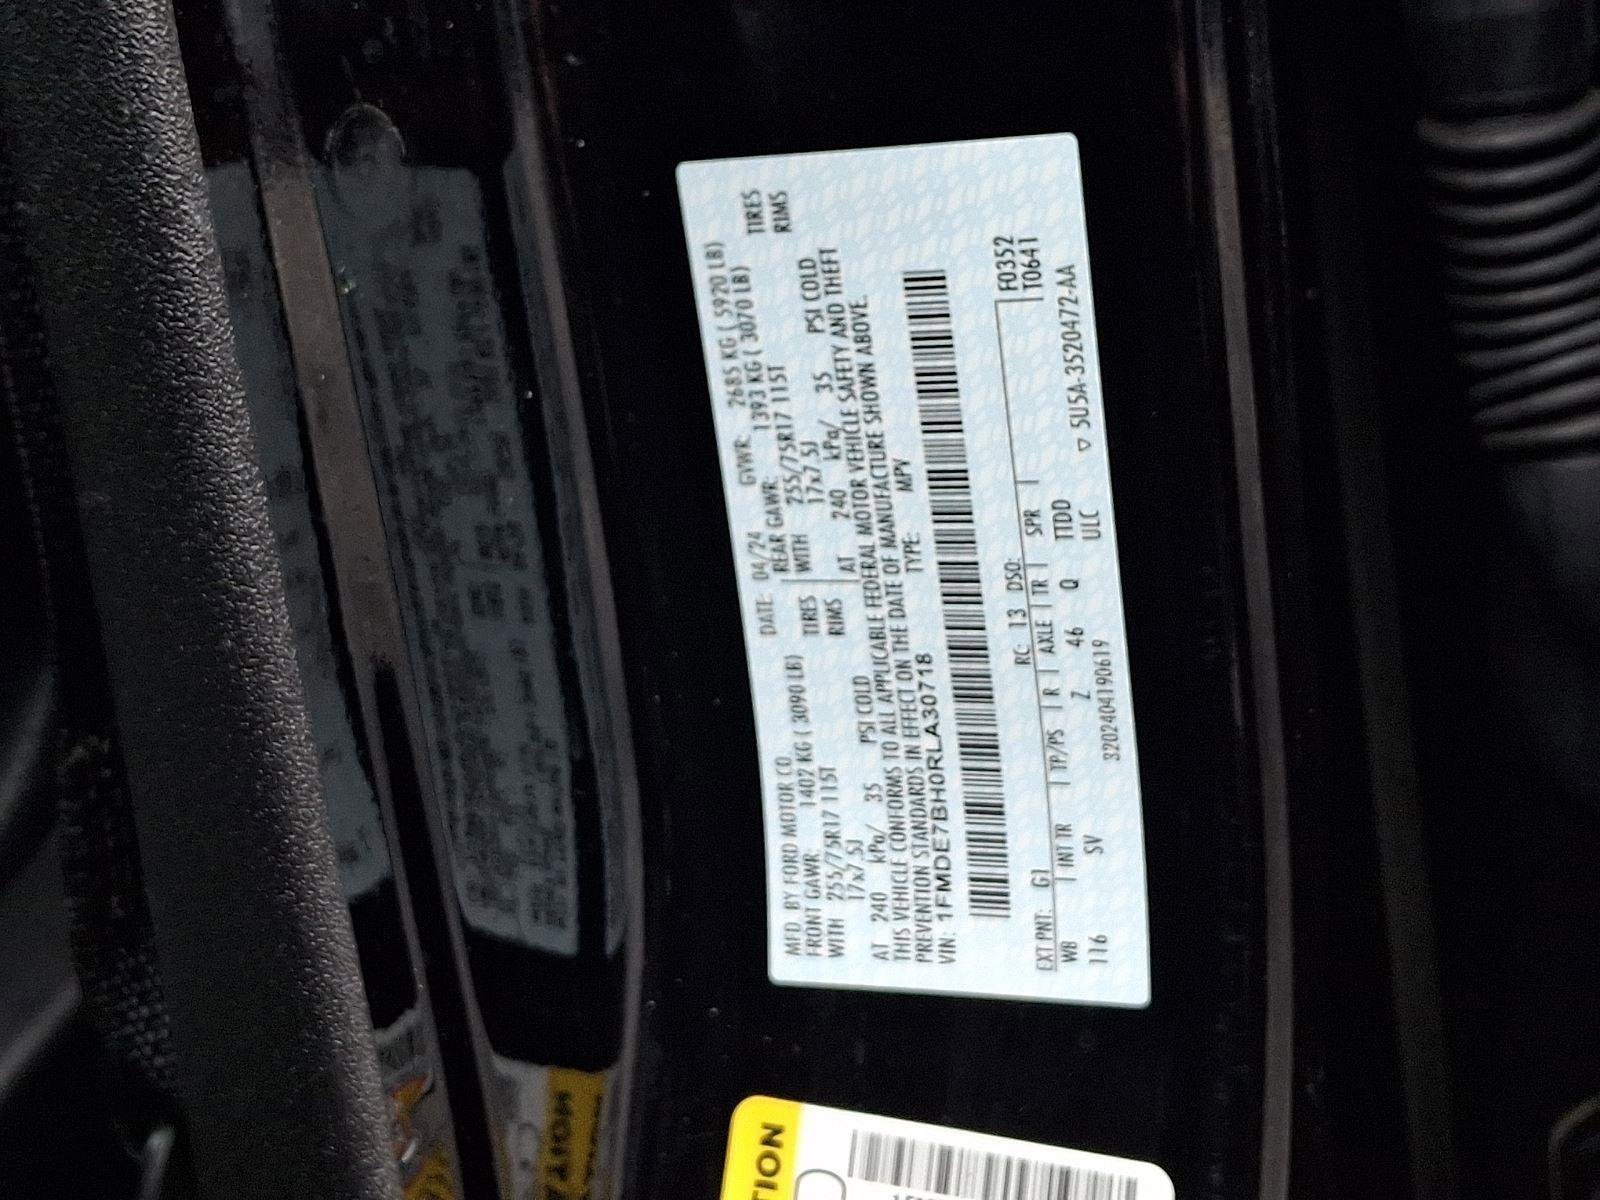 MFD. BY FORD MOTOR CO.
DATE: 04/24 GVWR: 2685 KG ( 5920 LB)
FRONT GAWR: 1402 KG ( 3090 LB) REAR GAWR: 1393 KG ( 3070 LB)
WITH 255/75R17 115T TIRES WITH 255/75R17 115T TIRES
17x7.5J RIMS 17x7.5J RIMS
AT 240 kPa/ 35 PSI COLD AT 240 kPa/ 35 PSI COLD
THIS VEHICLE CONFORMS TO ALL APPLICABLE FEDERAL MOTOR VEHICLE SAFETY AND THEFT
PREVENTION STANDARDS IN EFFECT ON THE DATE OF MANUFACTURE SHOWN ABOVE.
VIN: 1FMDE7BH0RLA30718 TYPE: MPV
F0352
T0641
EXT PNT: G1 RC: 13 DSO:
WB INT TR TP/PS R AXLE TR SPR
116 SV Z 46 Q TTDD
ULC
3202404190619 ▽ 5U5A-3520472-AA
TION